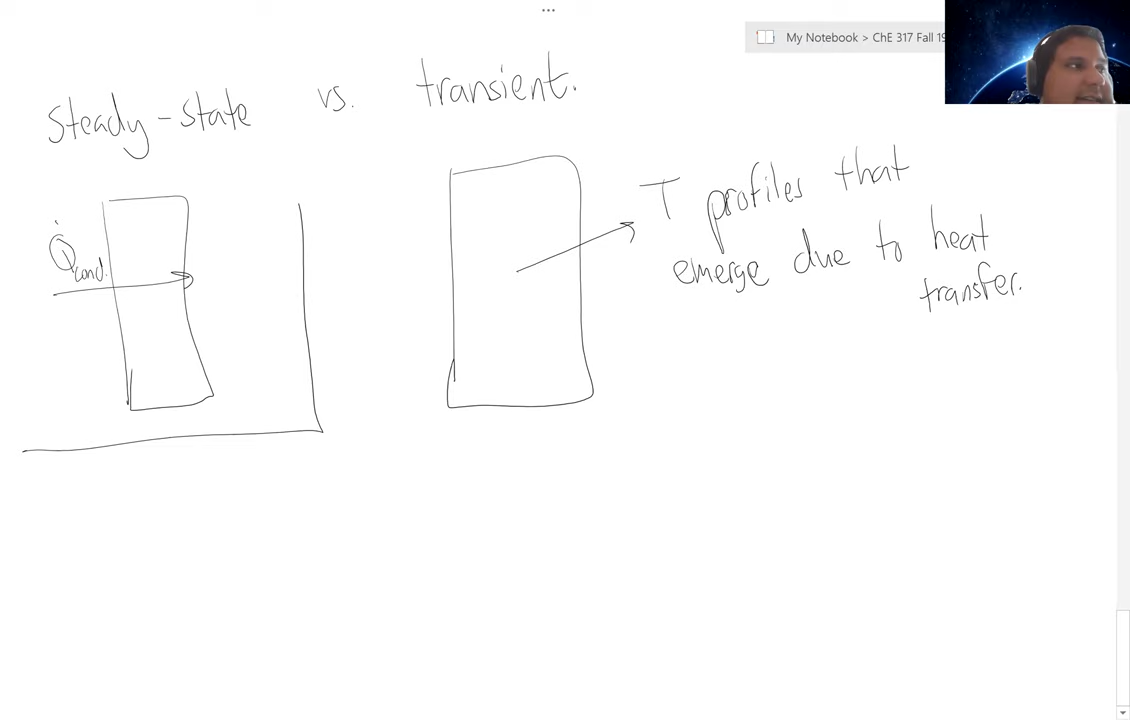 ...
My Notebook > ChE 317 Fall 19
steady-state vs. transient.
Q̇cond.
T profiles that
emerge due to heat
transfer.